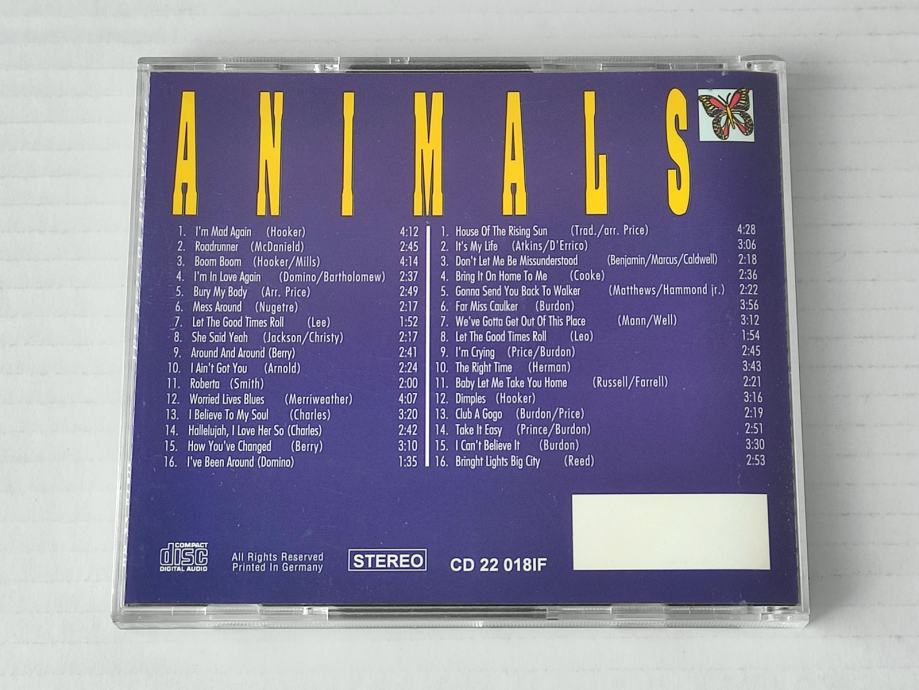 ANIMALS
1. I'm Mad Again (Hooker) 4:12
2. Roadrunner (McDanield) 2:45
3. Boom Boom (Hooker/Mills) 4:14
4. I'm In Love Again (Domino/Bartholomew) 2:37
5. Bury My Body (Arr. Price) 2:49
6. Mess Around (Nugetre) 2:17
7. Let The Good Times Roll (Lee) 1:52
8. She Said Yeah (Jackson/Christy) 2:17
9. Around And Around (Berry) 2:41
10. I Ain't Got You (Arnold) 2:24
11. Roberta (Smith) 2:00
12. Worried Lives Blues (Merriweather) 4:07
13. I Believe To My Soul (Charles) 3:20
14. Hallelujah, I Love Her So (Charles) 2:42
15. How You've Changed (Berry) 3:10
16. I've Been Around (Domino) 1:35
1. House Of The Rising Sun (Trad./arr. Price) 4:28
2. It's My Life (Atkins/D'Errico) 3:06
3. Don't Let Me Be Missunderstood (Benjamin/Marcus/Caldwell) 2:18
4. Bring It On Home To Me (Cooke) 2:36
5. Gonna Send You Back To Walker (Matthews/Hammond jr.) 2:22
6. Far Miss Caulker (Burdon) 3:56
7. We've Gotta Get Out Of This Place (Mann/Well) 3:12
8. Let The Good Times Roll (Leo) 1:54
9. I'm Crying (Price/Burdon) 2:45
10. The Right Time (Herman) 3:43
11. Baby Let Me Take You Home (Russell/Farrell) 2:21
12. Dimples (Hooker) 3:16
13. Club A Gogo (Burdon/Price) 2:19
14. Take It Easy (Prince/Burdon) 2:51
15. I Can't Believe It (Burdon) 3:30
16. Bringht Lights Big City (Reed) 2:53
COMPACT
disc
DIGITAL AUDIO
All Rights Reserved
Printed In Germany
STEREO
CD 22 018IF